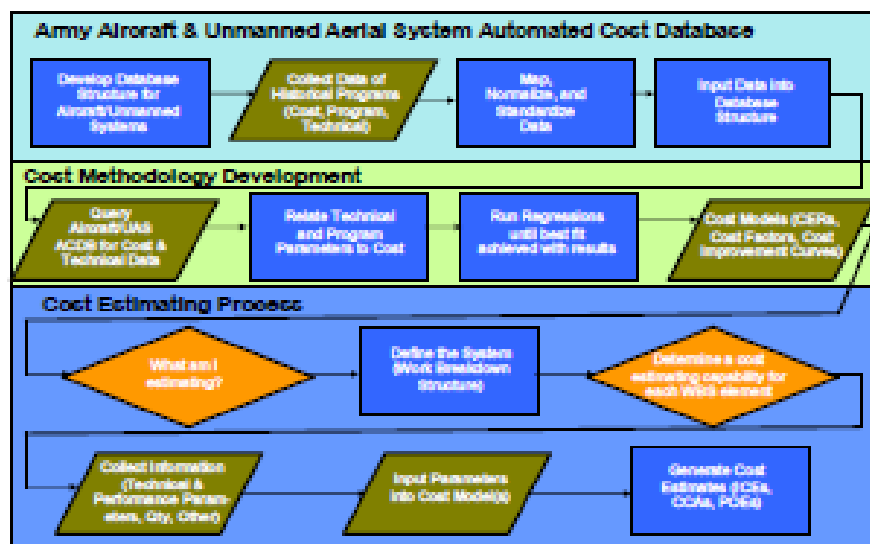 Army Aircraft & Unmanned Aerial System Automated Cost Database
Develop Database
Structure for
Aircraft/Unmanned
Systems
Collect Data of
Historical Programs
(Cost, Program,
Technical)
Map,
Normalize, and
Standardize
Data
Input Data into
Database
Structure
Cost Methodology Development
Query
Aircraft/UAS
ACDB for Cost &
Technical Data
Relate Technical
and Program
Parameters to Cost
Run Regressions
until best fit
achieved with results
Cost Models (CERs,
Cost Factors, Cost
Improvement Curves)
Cost Estimating Process
What am I
estimating?
Define the System
(Work Breakdown
Structure)
Determine a cost
estimating capability for
each WBS element
Collect Information
(Technical &
Performance Param-
eters, Qty, Other)
Input Parameters
into Cost Model(s)
Generate Cost
Estimates (ICEs,
CCAs, POEs)